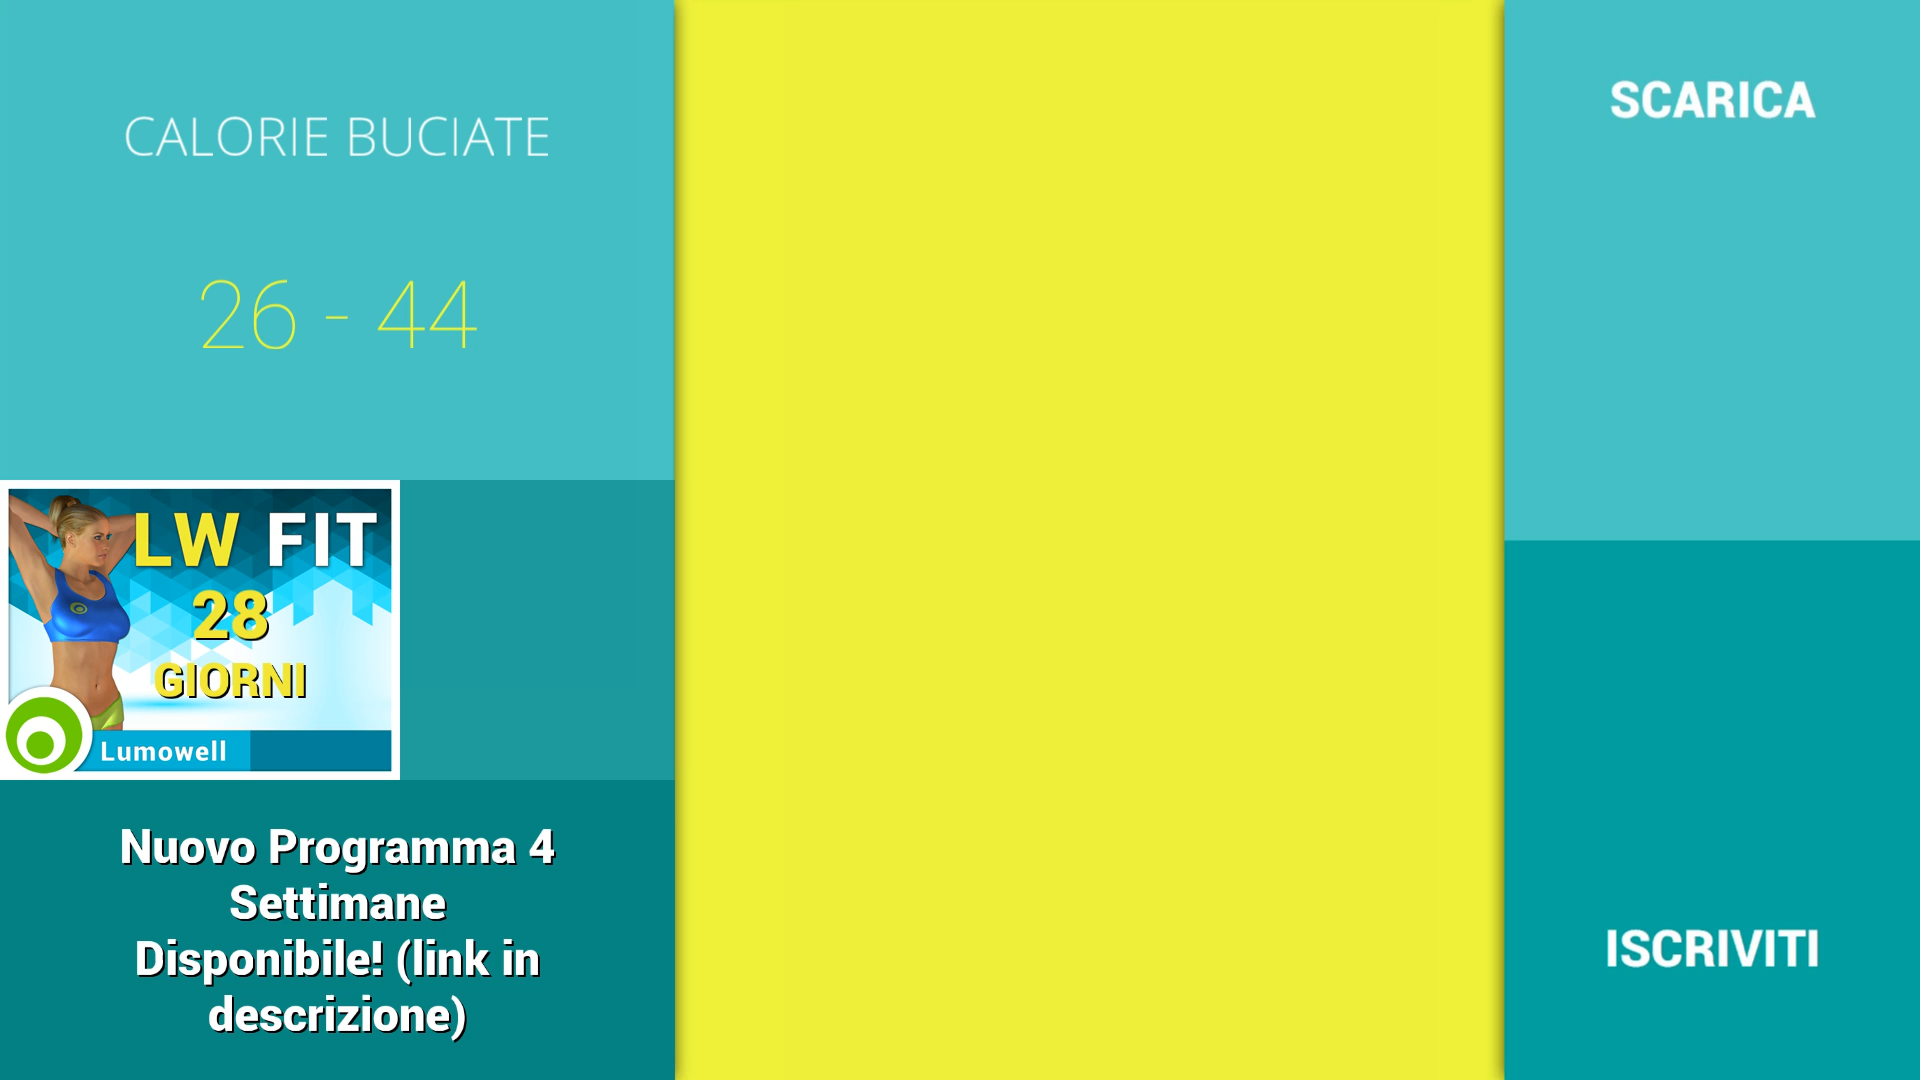 CALORIE BUCIATE
26 - 44
LW FIT
28
GIORNI
Lumowell
Nuovo Programma 4
Settimane
Disponibile! (link in
descrizione)
SCARICA
ISCRIVITI